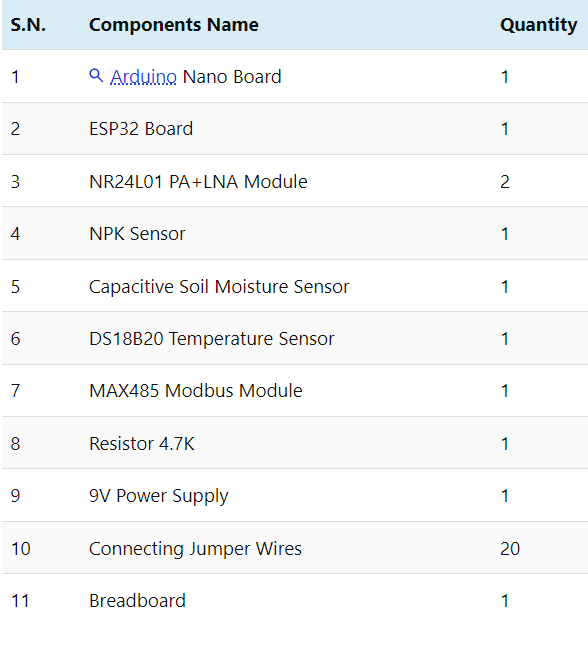 S.N. Components Name Quantity
1 Arduino Nano Board 1
2 ESP32 Board 1
3 NR24L01 PA+LNA Module 2
4 NPK Sensor 1
5 Capacitive Soil Moisture Sensor 1
6 DS18B20 Temperature Sensor 1
7 MAX485 Modbus Module 1
8 Resistor 4.7K 1
9 9V Power Supply 1
10 Connecting Jumper Wires 20
11 Breadboard 1